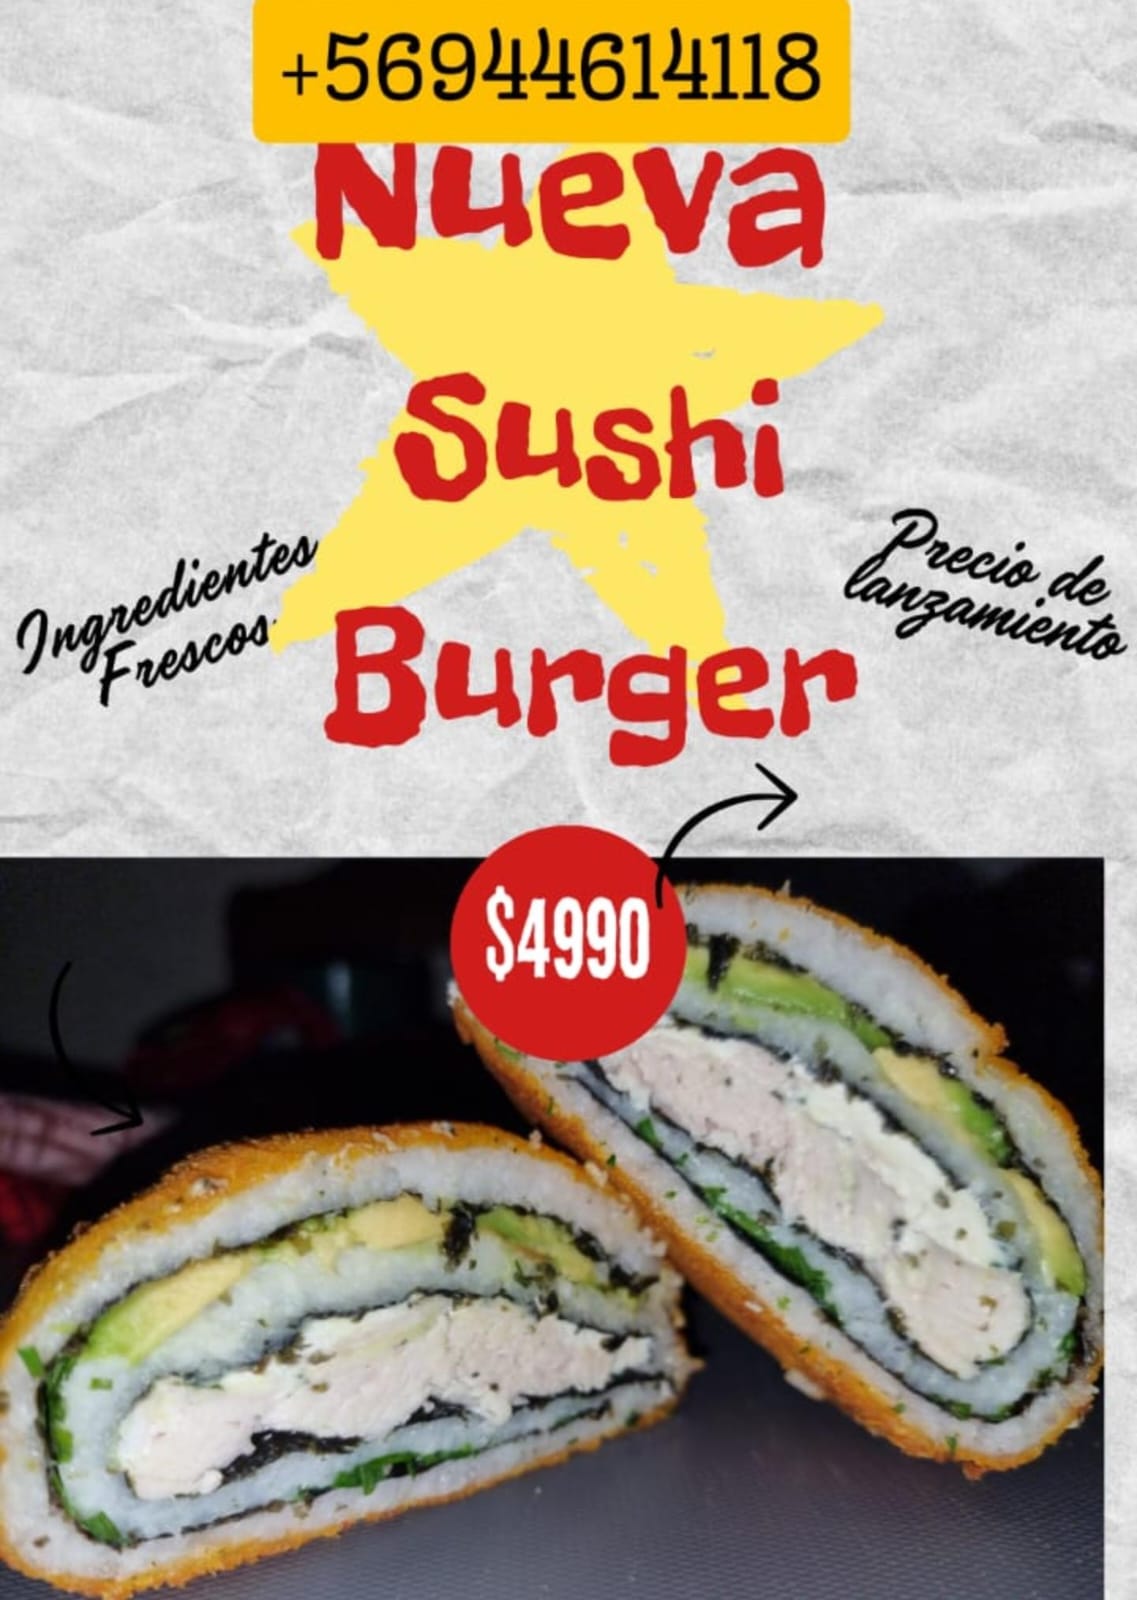 +56944614118
Nueva
Sushi
Burger
Ingredientes
Frescos
Precio de
lanzamiento
$4990